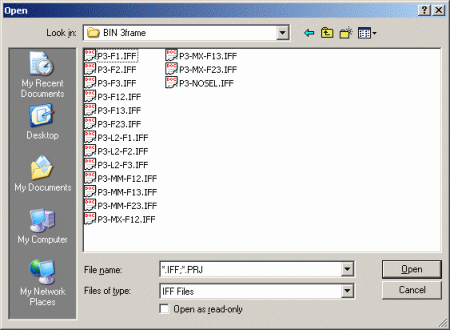 Open
Look in: BIN 3frame
My Recent Documents
Desktop
My Documents
My Computer
My Network Places
P3-F1.IFF
P3-F2.IFF
P3-F3.IFF
P3-F12.IFF
P3-F13.IFF
P3-F23.IFF
P3-L2-F1.IFF
P3-L2-F2.IFF
P3-L2-F3.IFF
P3-MM-F12.IFF
P3-MM-F13.IFF
P3-MM-F23.IFF
P3-MX-F12.IFF
P3-MX-F13.IFF
P3-MX-F23.IFF
P3-NOSEL.IFF
File name: *.IFF;*.PRJ Open
Files of type: IFF Files Cancel
Open as read-only